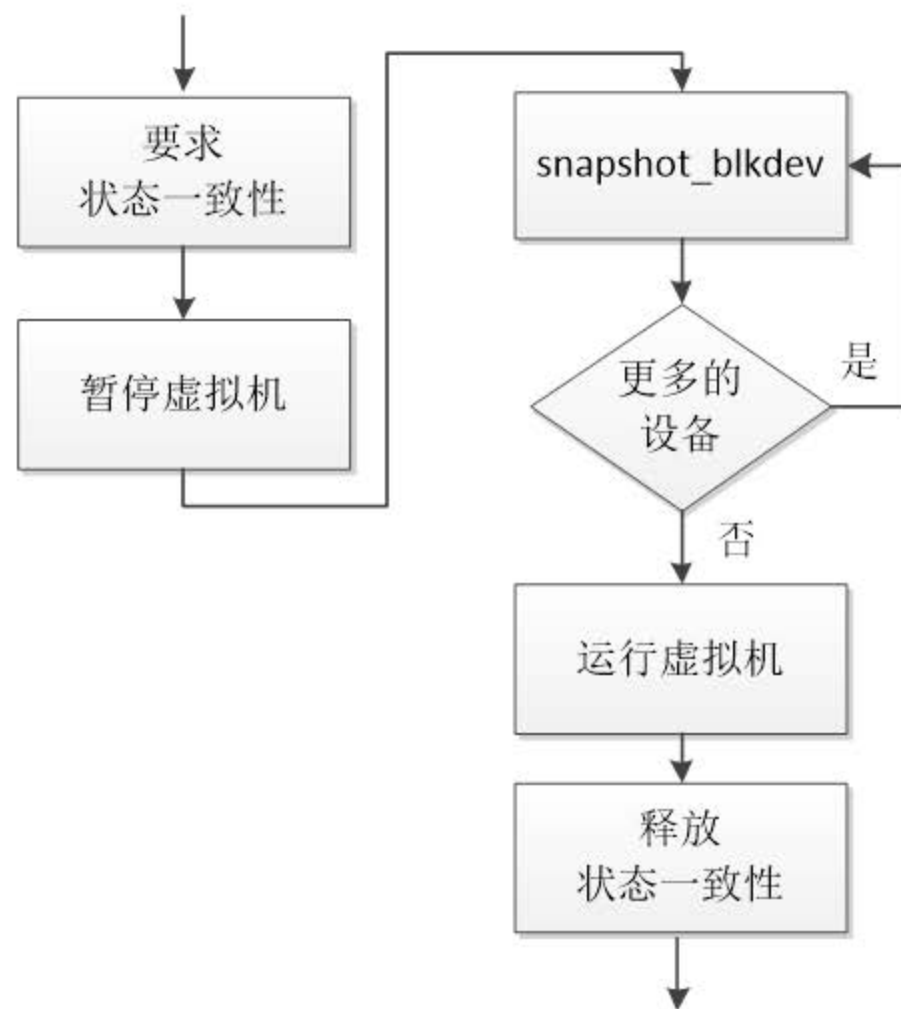 要求
状态一致性
暂停虚拟机
snapshot_blkdev
更多的
设备
是
否
运行虚拟机
释放
状态一致性